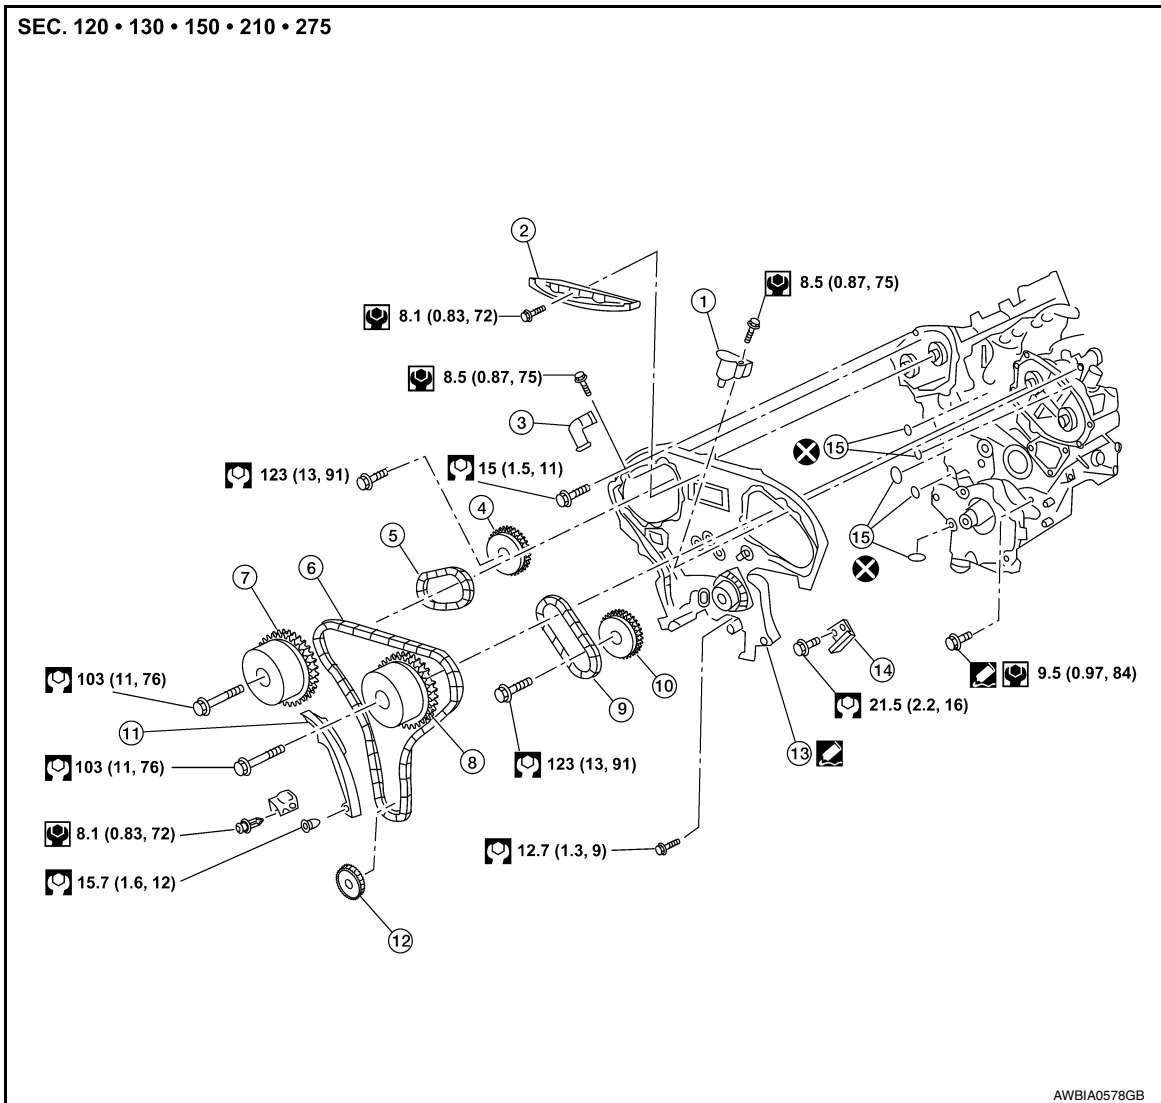 SEC. 120 • 130 • 150 • 210 • 275
2
8.5 (0.87, 75)
1
8.1 (0.83, 72)
8.5 (0.87, 75)
3
15
123 (13, 91)
15 (1.5, 11)
4
5
15
6
7
14
10
9
9.5 (0.97, 84)
103 (11, 76)
21.5 (2.2, 16)
11
8
13
103 (11, 76)
123 (13, 91)
8.1 (0.83, 72)
12.7 (1.3, 9)
15.7 (1.6, 12)
12
AWBIA0578GB